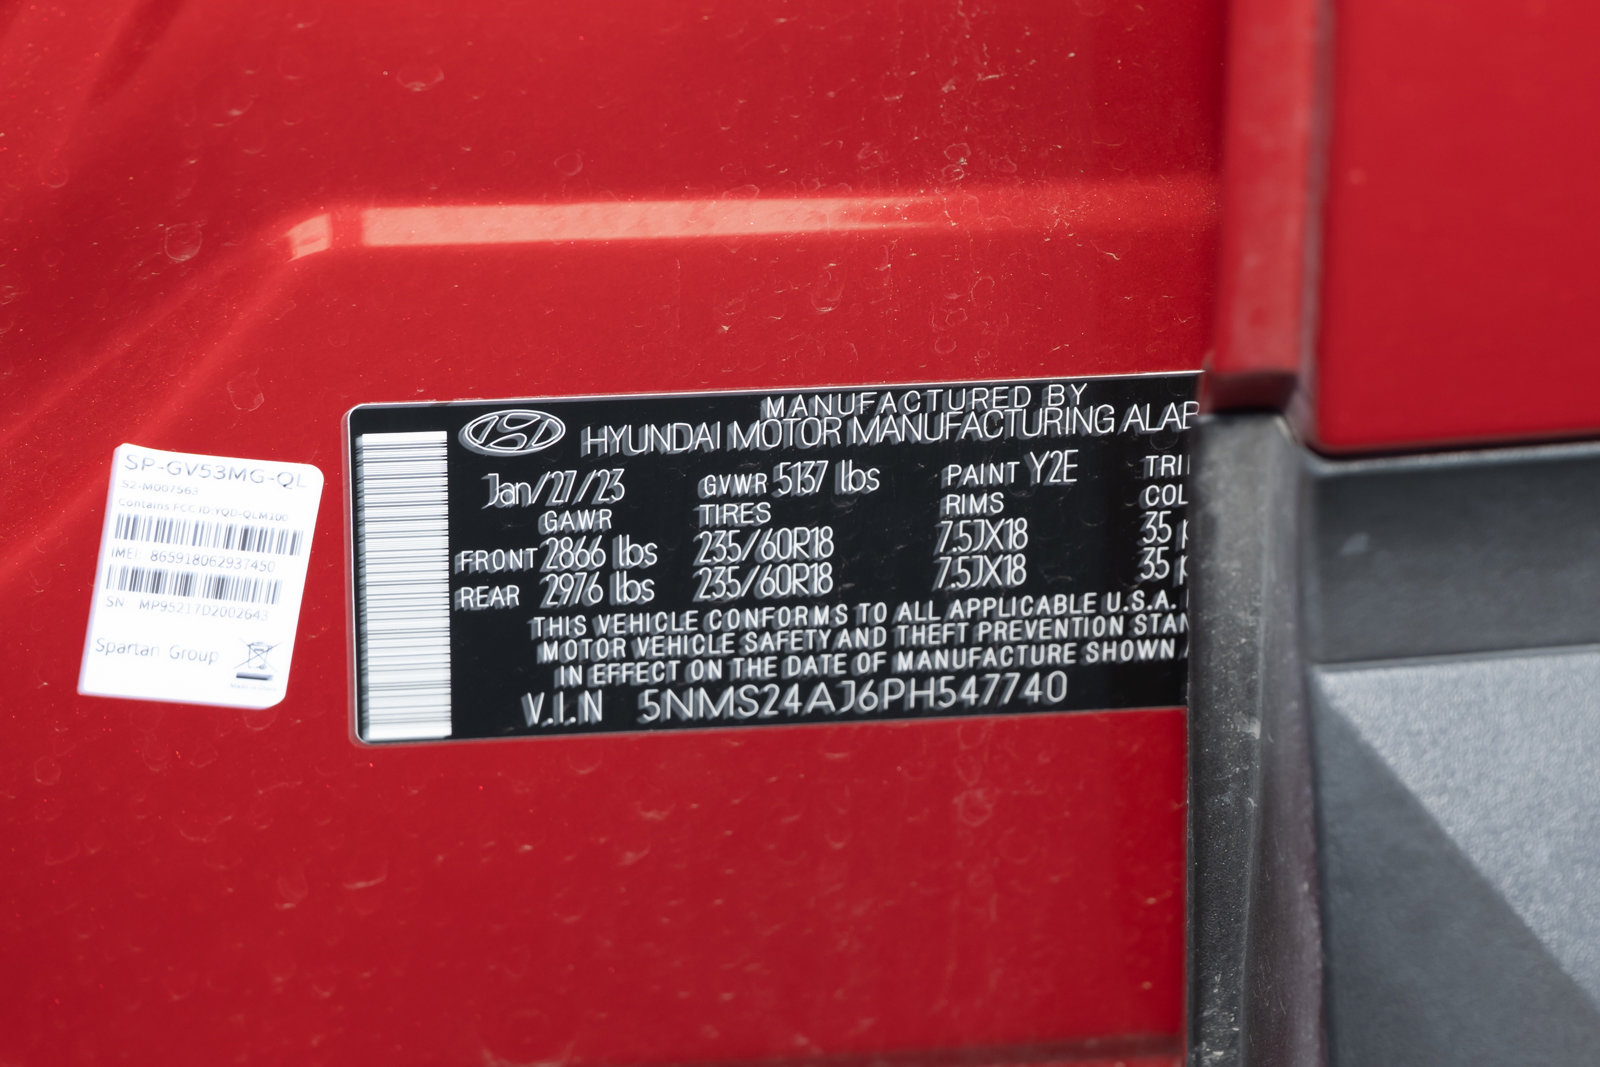 SP-GV53MG-QL
S2-M007563
Contains FCC ID:YQD-QLM100
IMEI: 865918062937450
SN: MP95217D2002643
Spartan Group
MANUFACTURED BY
HYUNDAI MOTOR MANUFACTURING ALAB
Jan/27/23 GVWR 5137 lbs PAINT Y2E TRI
GAWR TIRES RIMS COL
FRONT 2866 lbs 235/60R18 7.5JX18 35 p
REAR 2976 lbs 235/60R18 7.5JX18 35 p
THIS VEHICLE CONFORMS TO ALL APPLICABLE U.S.A.
MOTOR VEHICLE SAFETY AND THEFT PREVENTION STAN
IN EFFECT ON THE DATE OF MANUFACTURE SHOWN A
V.I.N 5NMS24AJ6PH547740